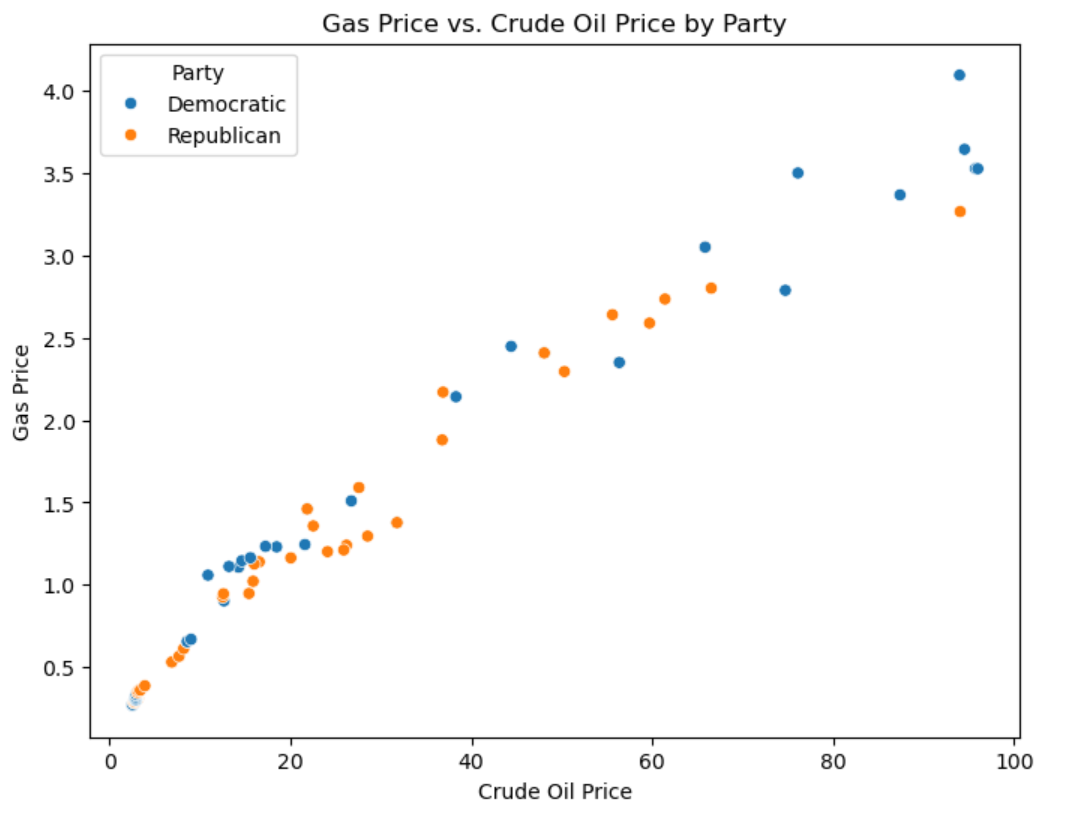 Gas Price vs. Crude Oil Price by Party
Party
Democratic
Republican
4.0
3.5
3.0
2.5
2.0
1.5
1.0
0.5
Gas Price
0 20 40 60 80 100
Crude Oil Price